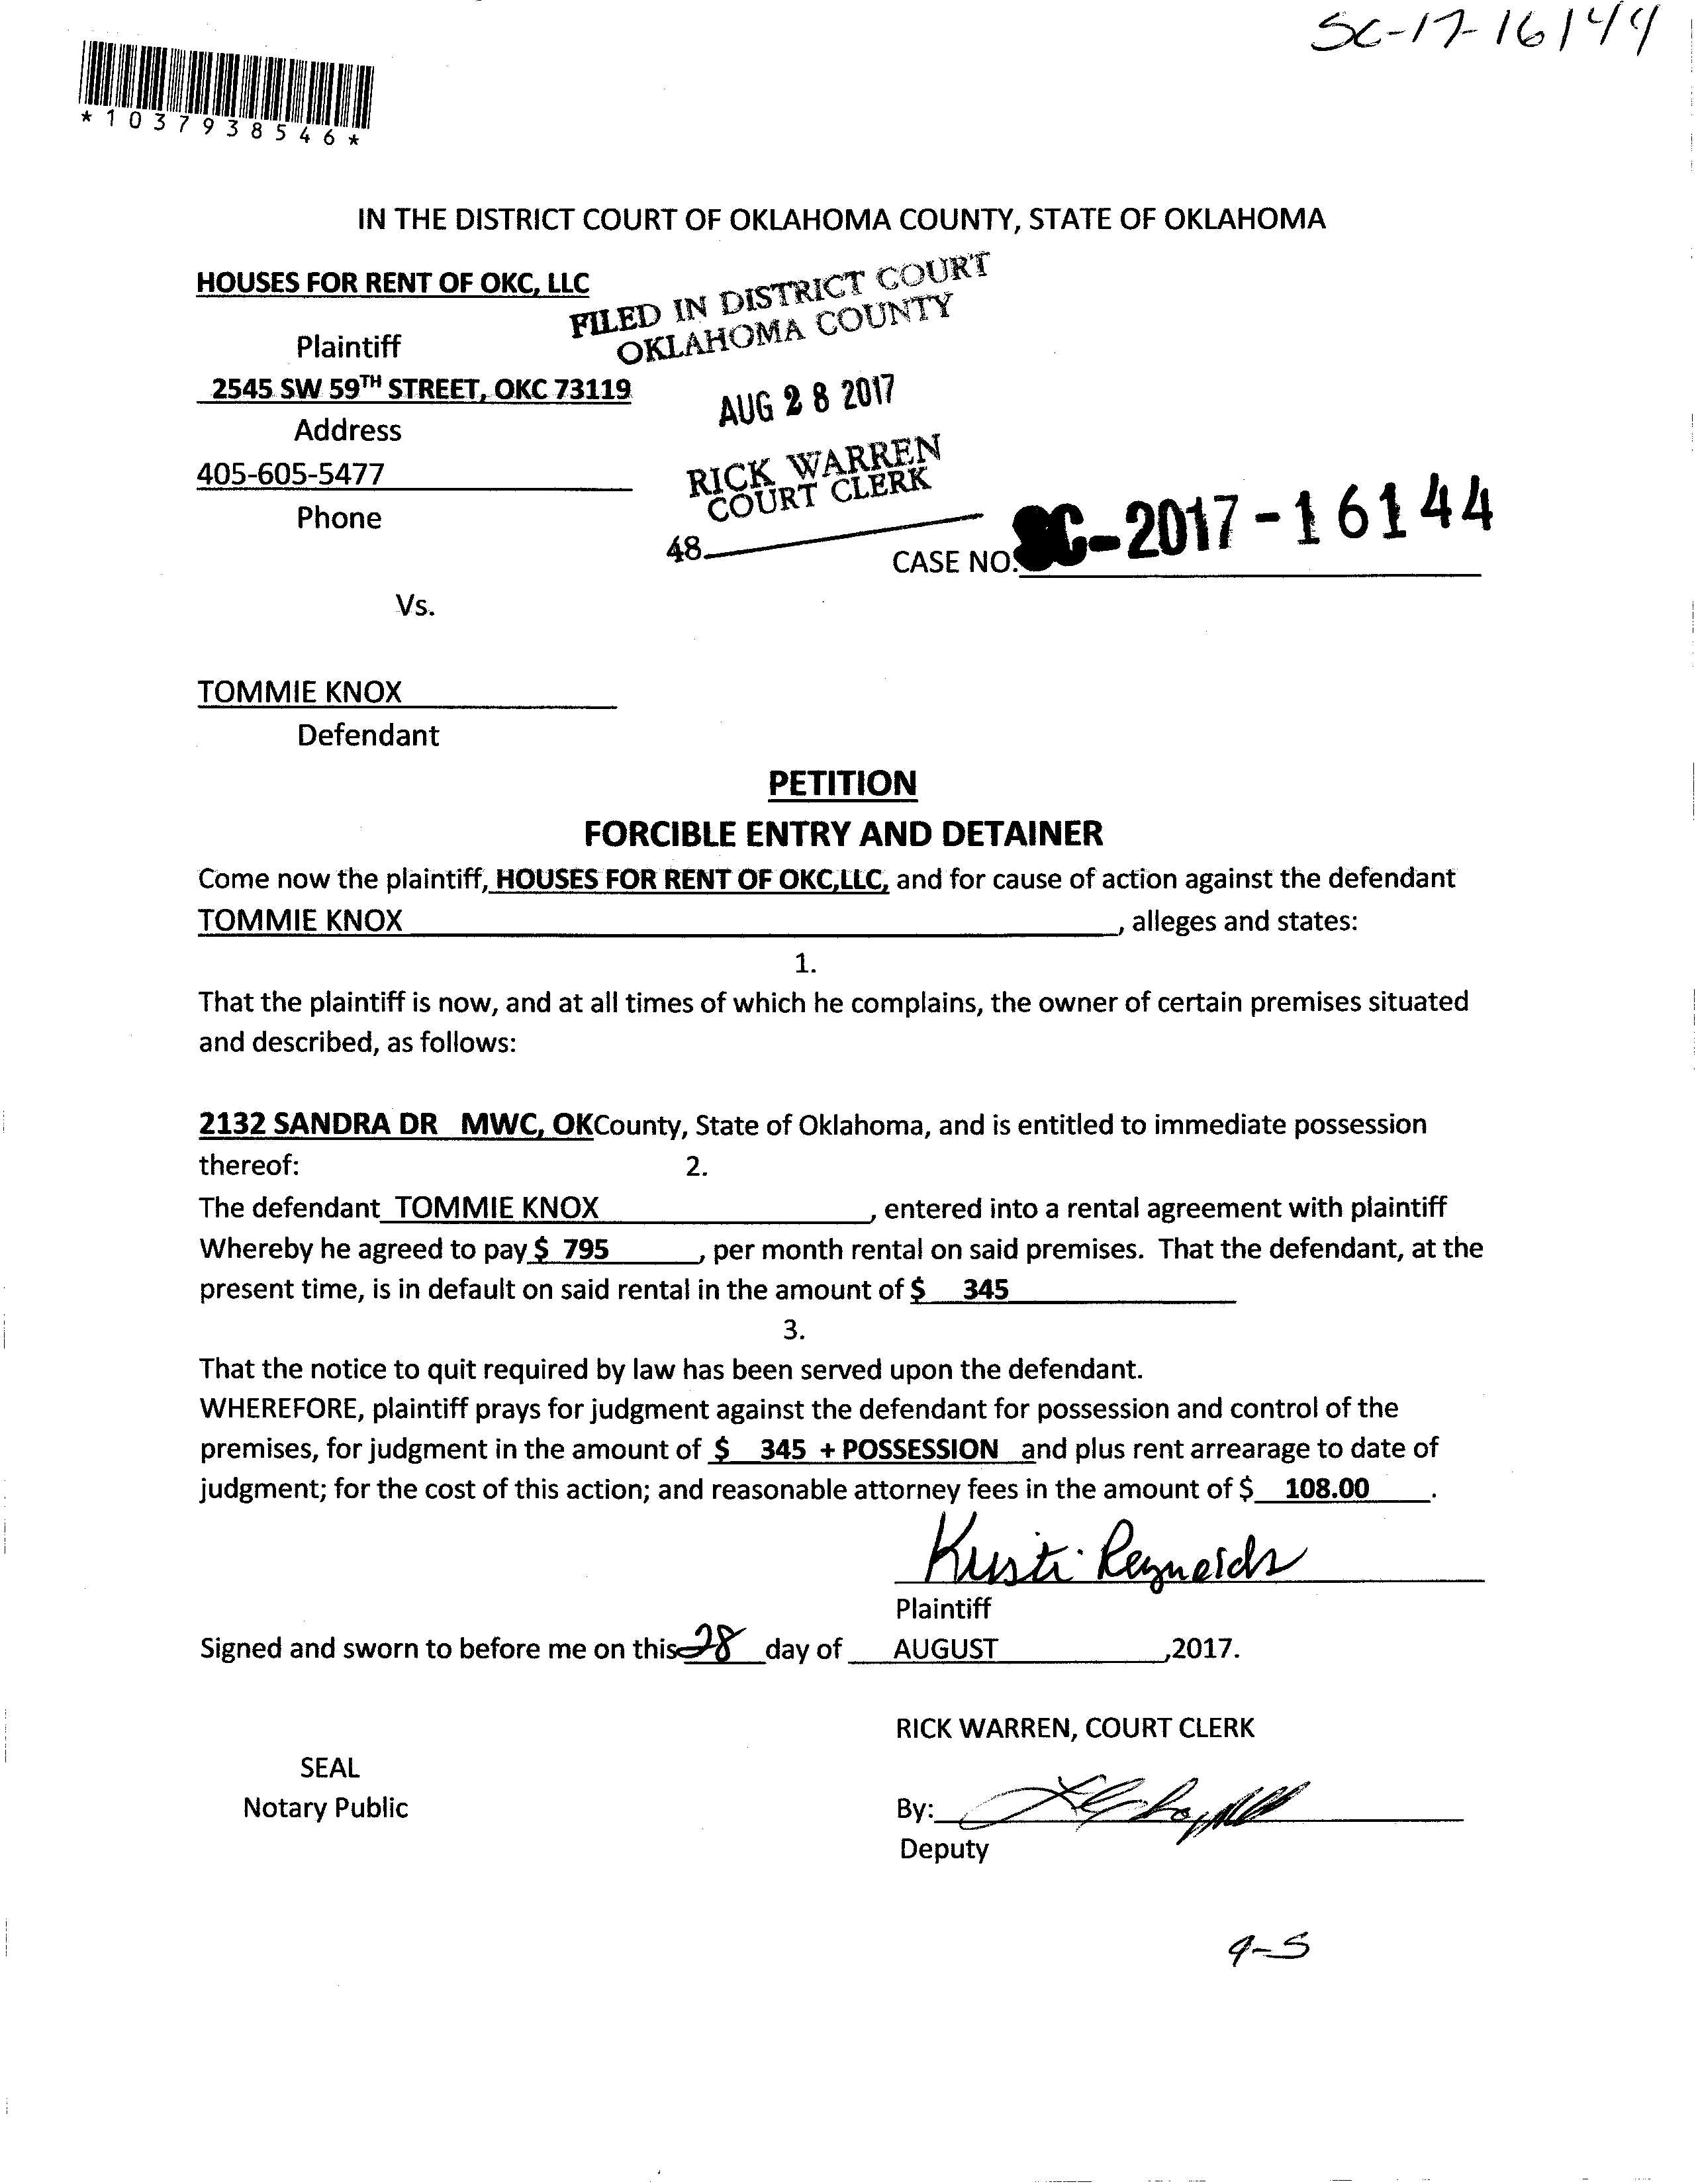 SC-17-16144
*1037938546*
IN THE DISTRICT COURT OF OKLAHOMA COUNTY, STATE OF OKLAHOMA
HOUSES FOR RENT OF OKC, LLC
FILED IN DISTRICT COURT
OKLAHOMA COUNTY
Plaintiff
2545 SW 59TH STREET, OKC 73119
AUG 28 2017
Address
405-605-5477
RICK WARREN
COURT CLERK
Phone
48
CASE NO. SC-2017-16144
Vs.
TOMMIE KNOX
Defendant
PETITION
FORCIBLE ENTRY AND DETAINER
Come now the plaintiff, HOUSES FOR RENT OF OKC,LLC, and for cause of action against the defendant
TOMMIE KNOX, alleges and states:
1.
That the plaintiff is now, and at all times of which he complains, the owner of certain premises situated
and described, as follows:
2132 SANDRA DR MWC, OKCounty, State of Oklahoma, and is entitled to immediate possession
thereof: 2.
The defendant TOMMIE KNOX, entered into a rental agreement with plaintiff
Whereby he agreed to pay $ 795, per month rental on said premises. That the defendant, at the
present time, is in default on said rental in the amount of $ 345
3.
That the notice to quit required by law has been served upon the defendant.
WHEREFORE, plaintiff prays for judgment against the defendant for possession and control of the
premises, for judgment in the amount of $ 345 + POSSESSION and plus rent arrearage to date of
judgment; for the cost of this action; and reasonable attorney fees in the amount of $ 108.00.
Kristi Reynolds
Plaintiff
Signed and sworn to before me on this 28 day of AUGUST ,2017.
RICK WARREN, COURT CLERK
SEAL
Notary Public
By:
Deputy
9-5